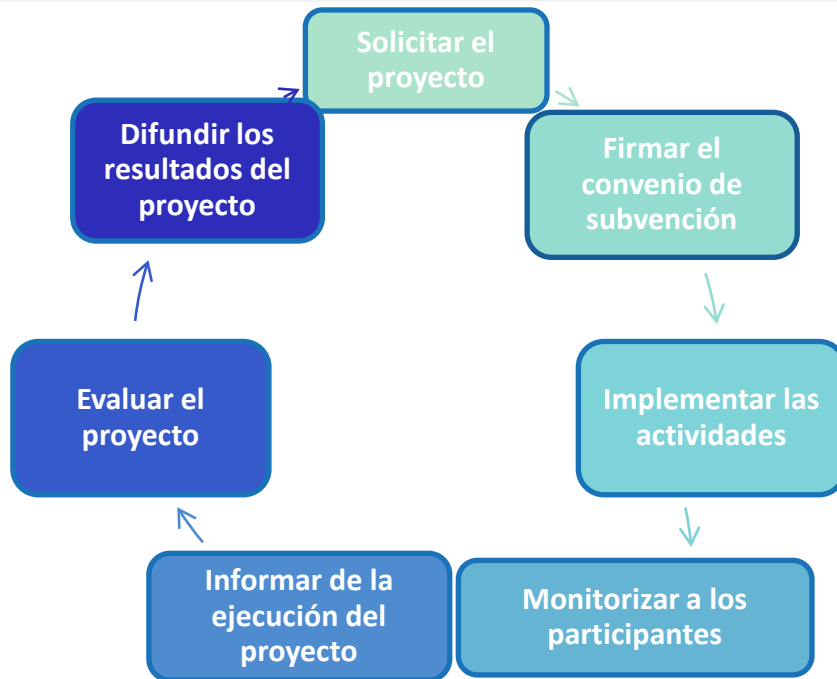 Solicitar el
proyecto
Firmar el
convenio de
subvención
Implementar las
actividades
Monitorizar a los
participantes
Informar de la
ejecución del
proyecto
Evaluar el
proyecto
Difundir los
resultados del
proyecto